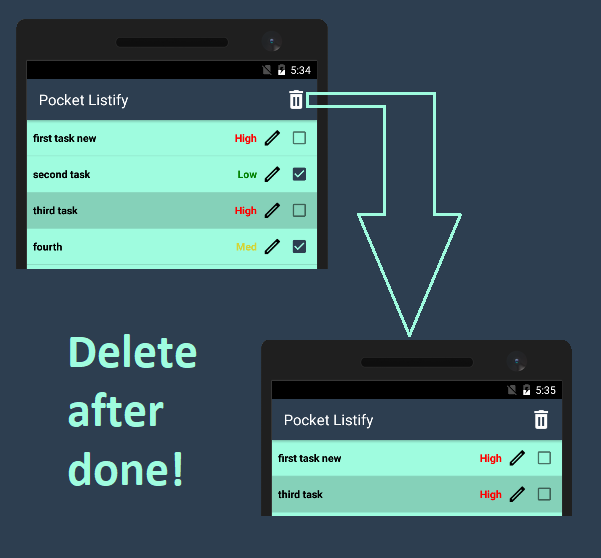 5:34
Pocket Listify
first task new High
second task Low
third task High
fourth Med
Delete
after
done!
5:35
Pocket Listify
first task new High
third task High